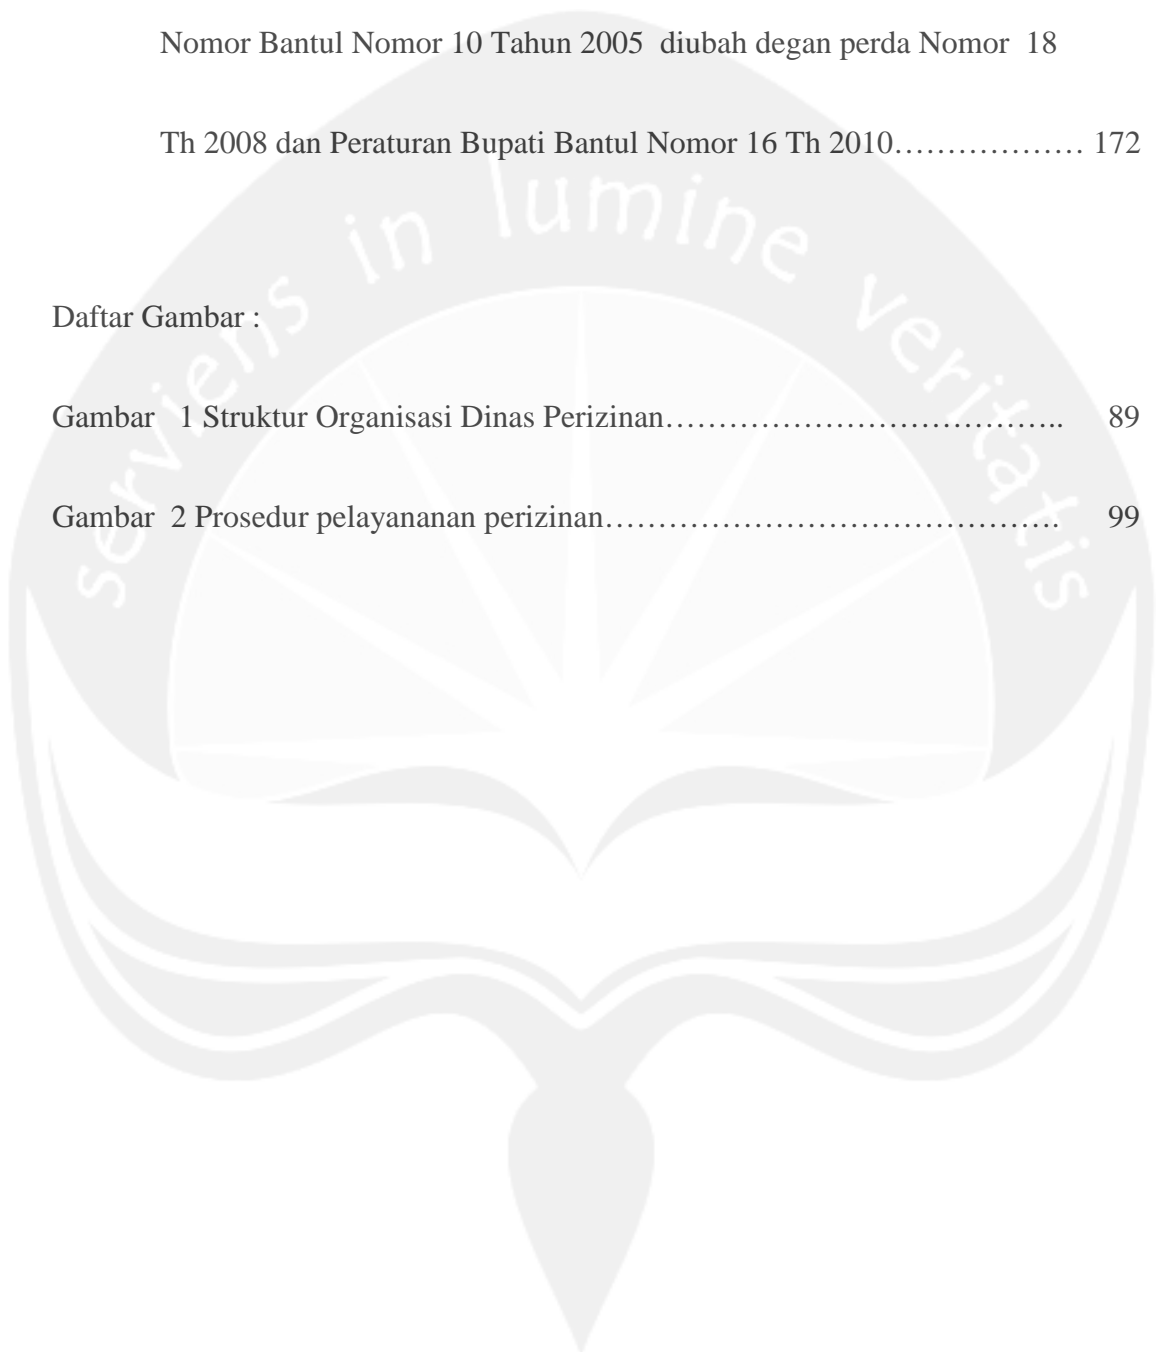 Nomor Bantul Nomor 10 Tahun 2005  diubah degan perda Nomor  18
Th 2008 dan Peraturan Bupati Bantul Nomor 16 Th 2010……………… 172
serviens in lumine veritatis
Daftar Gambar :
Gambar   1 Struktur Organisasi Dinas Perizinan………………………………..     89
Gambar  2 Prosedur pelayananan perizinan…………………………………….     99